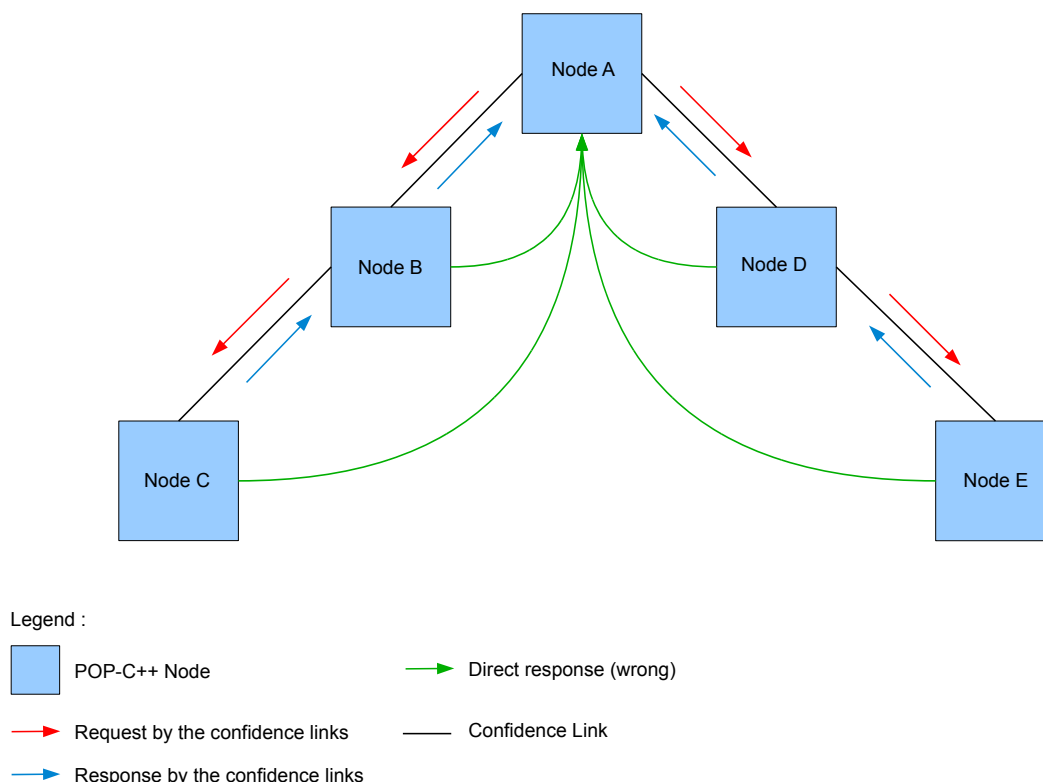 Node A
Node B
Node D
Node C
Node E
Legend :
POP-C++ Node
Direct response (wrong)
Request by the confidence links
Confidence Link
Response by the confidence links